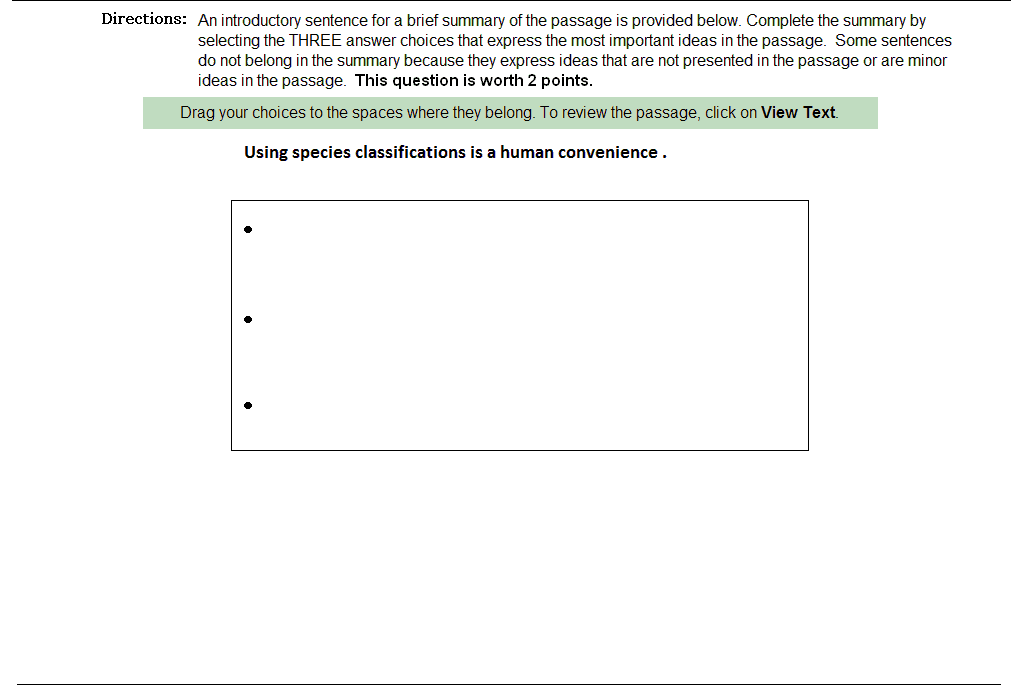 Directions: An introductory sentence for a brief summary of the passage is provided below. Complete the summary by
selecting the THREE answer choices that express the most important ideas in the passage. Some sentences
do not belong in the summary because they express ideas that are not presented in the passage or are minor
ideas in the passage. This question is worth 2 points.
Drag your choices to the spaces where they belong. To review the passage, click on View Text.
Using species classifications is a human convenience .
•
•
•